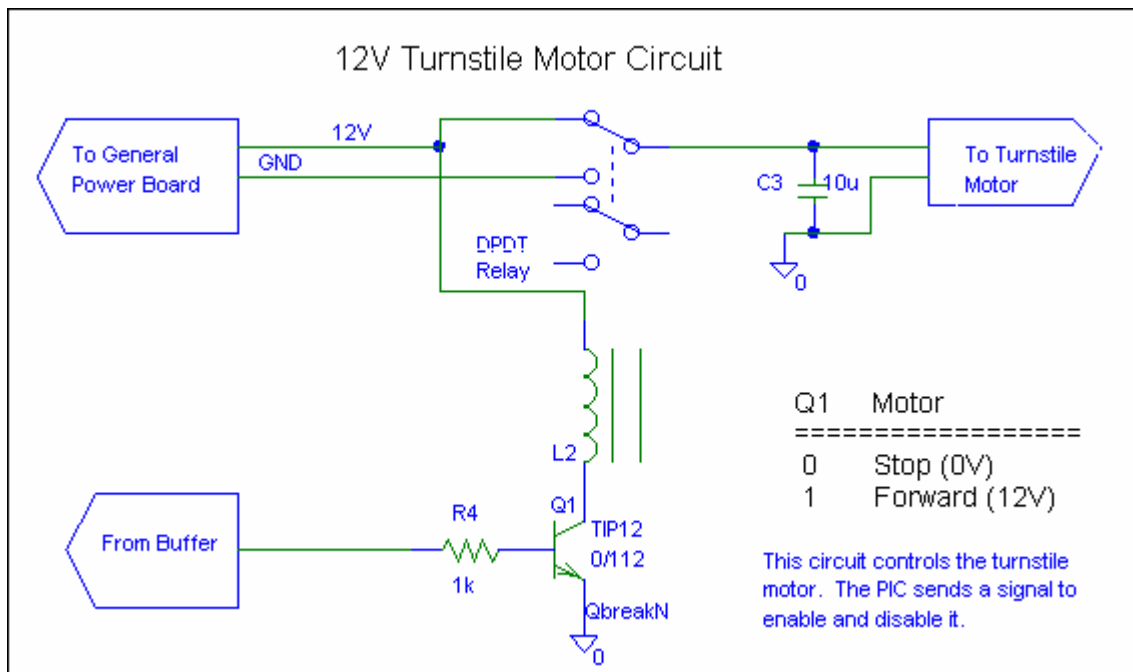 12V Turnstile Motor Circuit
To General
Power Board
12V
GND
C3
10u
To Turnstile
Motor
0
DPDT
Relay
L2
Q1 Motor
==================
0 Stop (0V)
1 Forward (12V)
From Buffer
R4
1k
Q1
TIP12
0/112
QbreakN
0
This circuit controls the turnstile
motor. The PIC sends a signal to
enable and disable it.